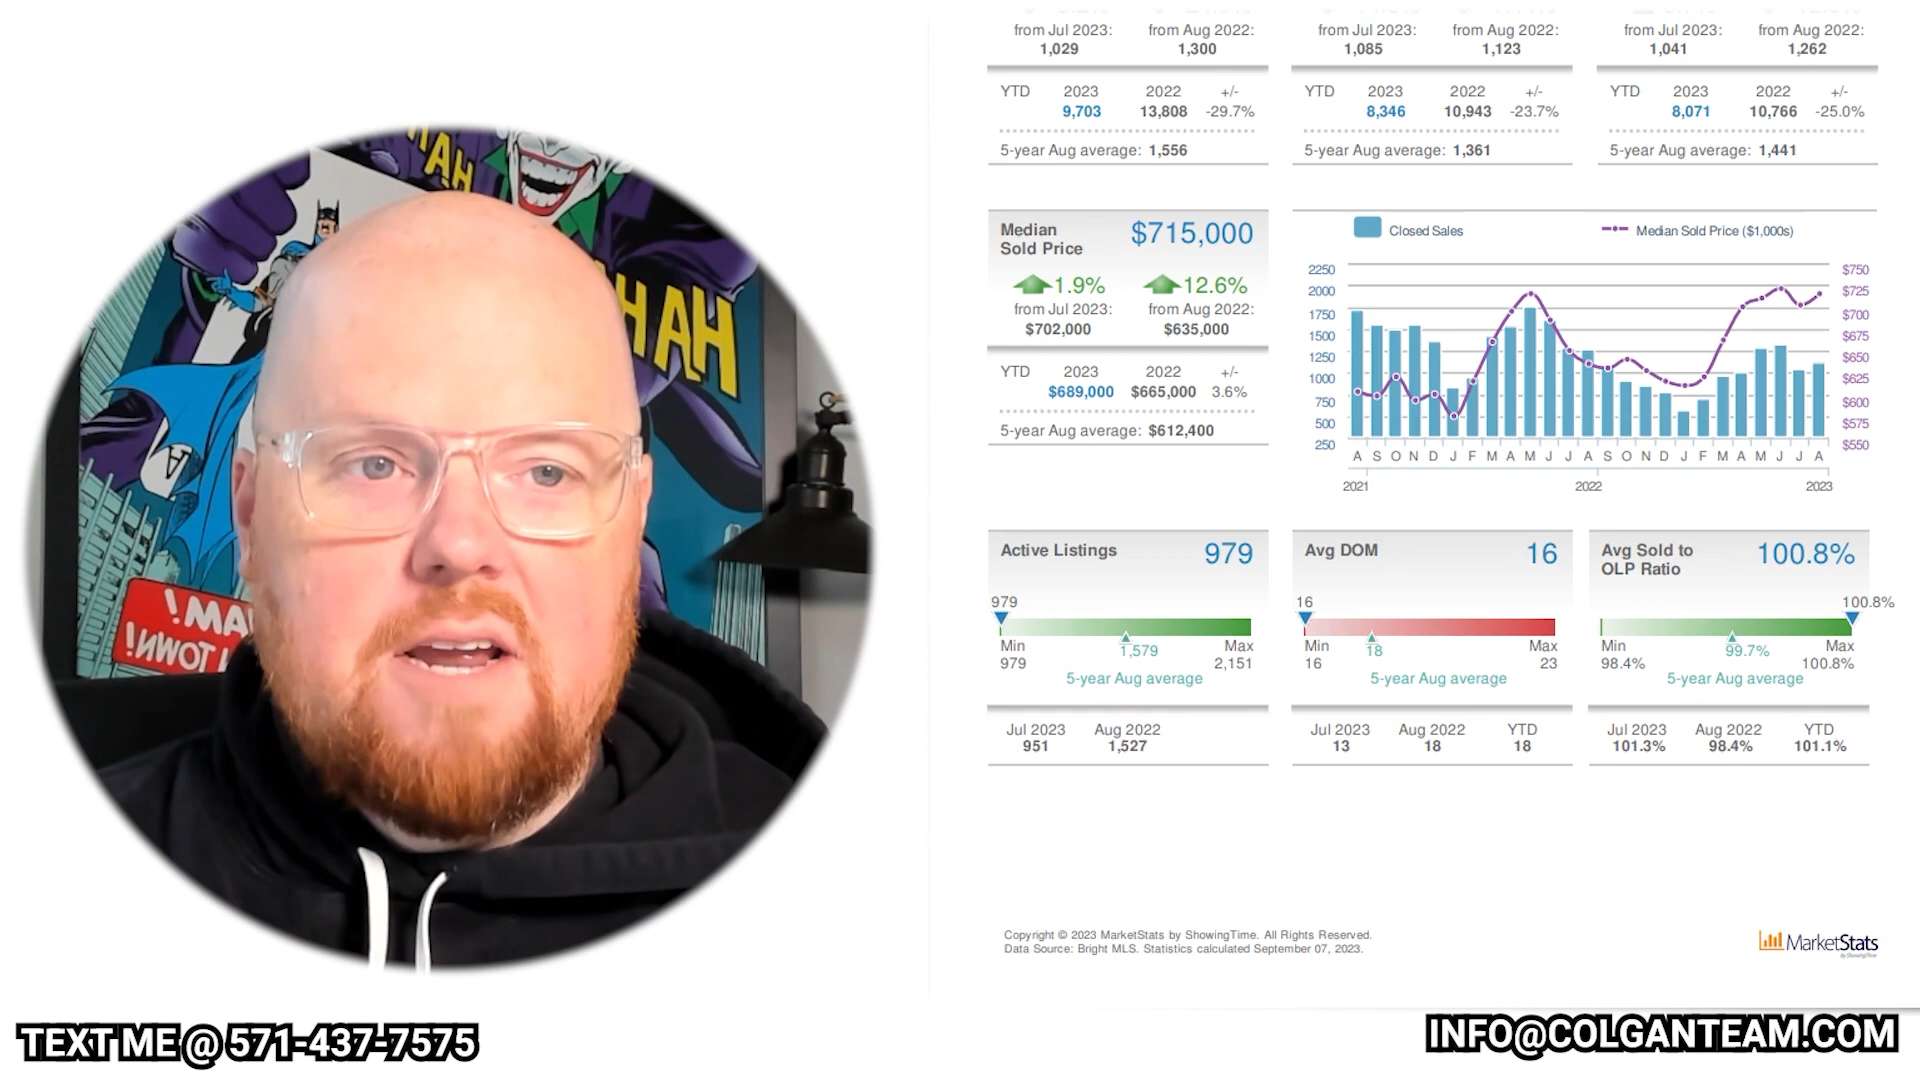 from Jul 2023:
1,029
from Aug 2022:
1,300
YTD 2023 2022 +/-
9,703 13,808 -29.7%
5-year Aug average: 1,556
from Jul 2023:
1,085
from Aug 2022:
1,123
YTD 2023 2022 +/-
8,346 10,943 -23.7%
5-year Aug average: 1,361
from Jul 2023:
1,041
from Aug 2022:
1,262
YTD 2023 2022 +/-
8,071 10,766 -25.0%
5-year Aug average: 1,441
Median
Sold Price
$715,000
1.9% 12.6%
from Jul 2023:
$702,000
from Aug 2022:
$635,000
YTD 2023 2022 +/-
$689,000 $665,000 3.6%
5-year Aug average: $612,400
Closed Sales
Median Sold Price ($1,000s)
2250 $750
2000 $725
1750 $700
1500 $675
1250 $650
1000 $625
750 $600
500 $575
250 $550
A S O N D J F M A M J J A S O N D J F M A M J J A
2021 2022 2023
Active Listings 979
979
Min Max
979 1,579 2,151
5-year Aug average
Jul 2023 Aug 2022
951 1,527
Avg DOM 16
16
Min Max
16 18 23
5-year Aug average
Jul 2023 Aug 2022 YTD
13 18 18
Avg Sold to
OLP Ratio
100.8%
100.8%
Min Max
98.4% 99.7% 100.8%
5-year Aug average
Jul 2023 Aug 2022 YTD
101.3% 98.4% 101.1%
Copyright © 2023 MarketStats by ShowingTime. All Rights Reserved.
Data Source: Bright MLS. Statistics calculated September 07, 2023.
MarketStats
by ShowingTime
HAH
HAH
TEXT ME @ 571-437-7575
INFO@COLGANTEAM.COM